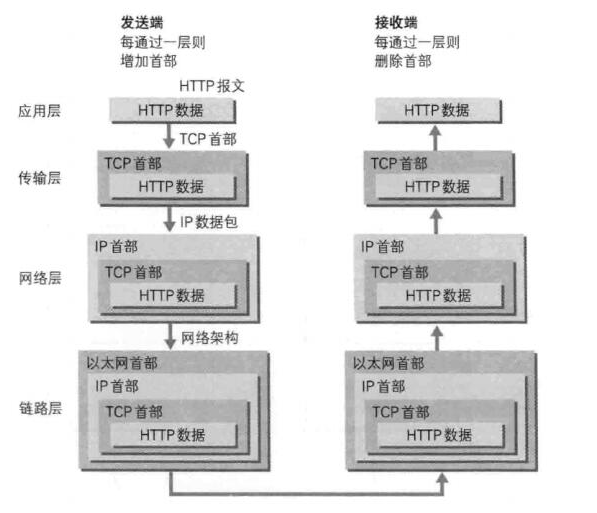 发送端
每通过一层则
增加首部
接收端
每通过一层则
删除首部
HTTP 报文
应用层
HTTP 数据
HTTP 数据
TCP 首部
传输层
TCP 首部
HTTP 数据
TCP 首部
HTTP 数据
IP 数据包
网络层
IP 首部
TCP 首部
HTTP 数据
IP 首部
TCP 首部
HTTP 数据
网络架构
链路层
以太网首部
IP 首部
TCP 首部
HTTP 数据
以太网首部
IP 首部
TCP 首部
HTTP 数据